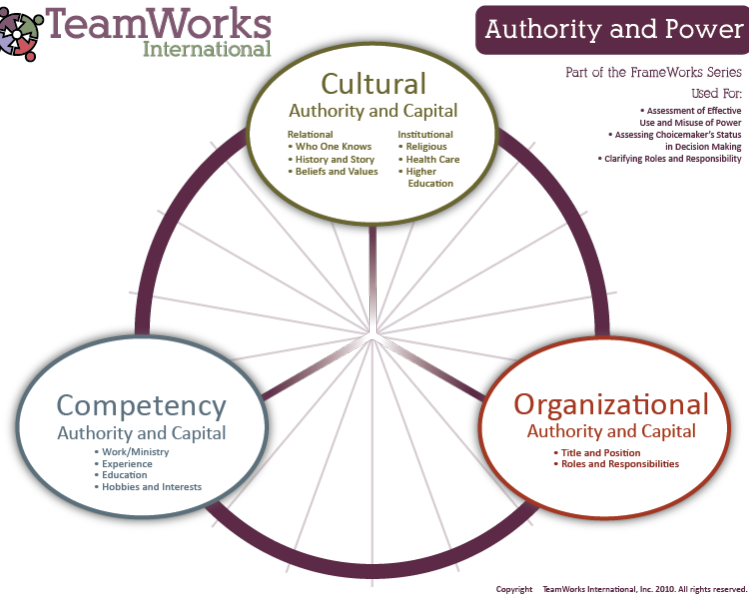 TeamWorks
International
Authority and Power
Part of the FrameWorks Series
Used For:
• Assessment of Effective
Use and Misuse of Power
• Assessing Choicemaker's Status
in Decision Making
• Clarifying Roles and Responsibility
Cultural
Authority and Capital
Relational
• Who One Knows
• History and Story
• Beliefs and Values
Institutional
• Religious
• Health Care
• Higher
Education
Competency
Authority and Capital
• Work/Ministry
• Experience
• Education
• Hobbies and Interests
Organizational
Authority and Capital
• Title and Position
• Roles and Responsibilities
Copyright TeamWorks International, Inc. 2010. All rights reserved.